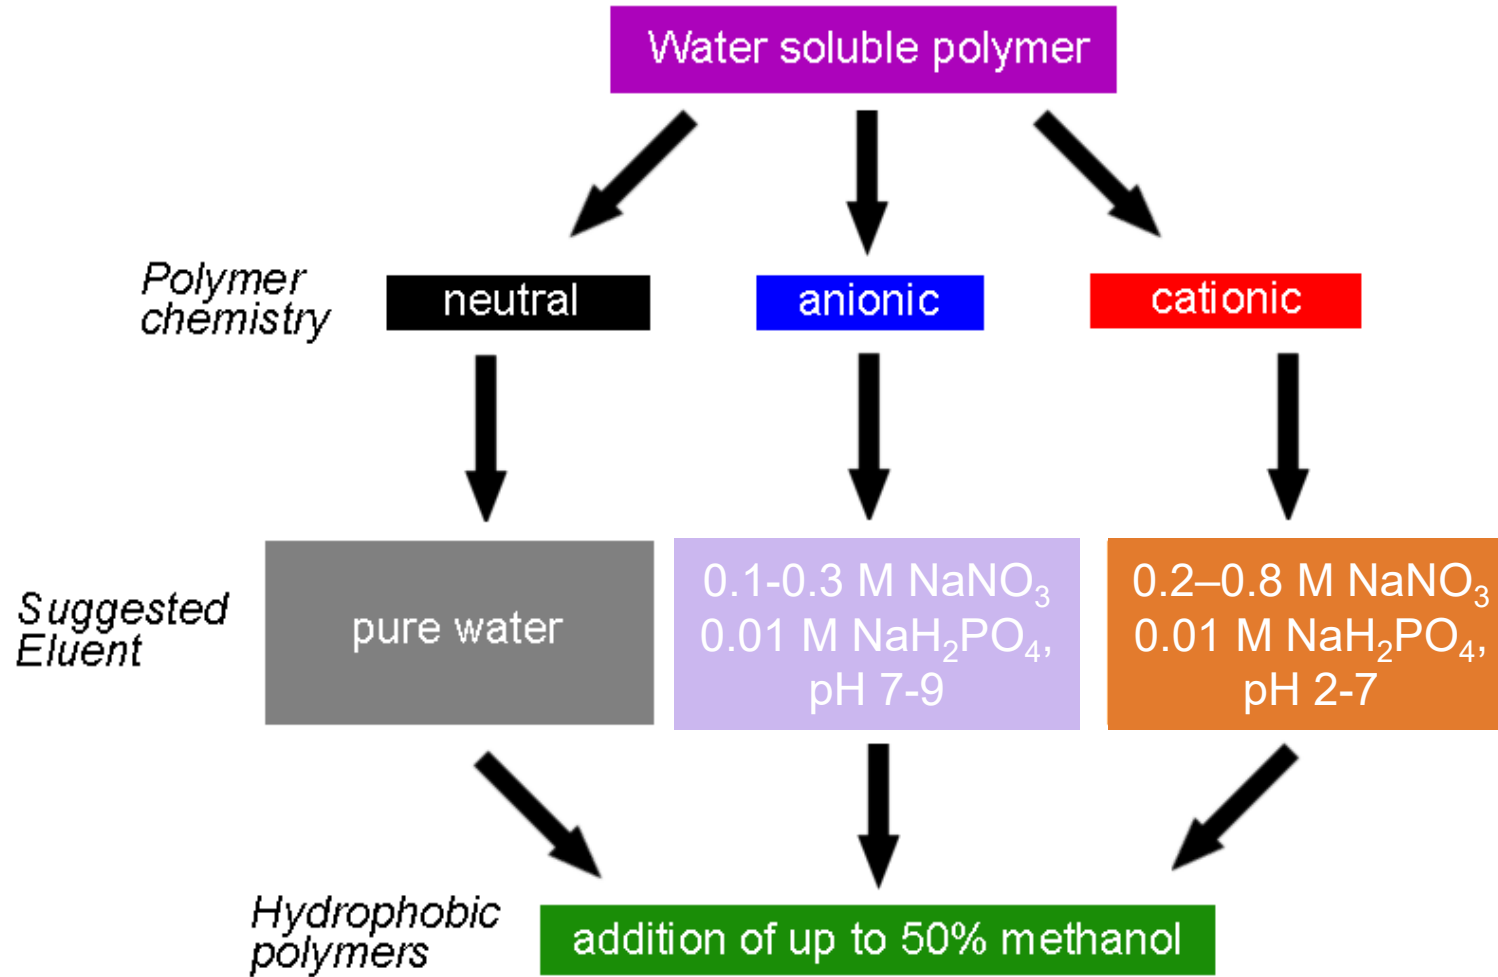 Water soluble polymer
Polymer
chemistry
neutral
anionic
cationic
Suggested
Eluent
pure water
0.1-0.3 M NaNO₃
0.01 M NaH₂PO₄,
pH 7-9
0.2–0.8 M NaNO₃
0.01 M NaH₂PO₄,
pH 2-7
Hydrophobic
polymers
addition of up to 50% methanol